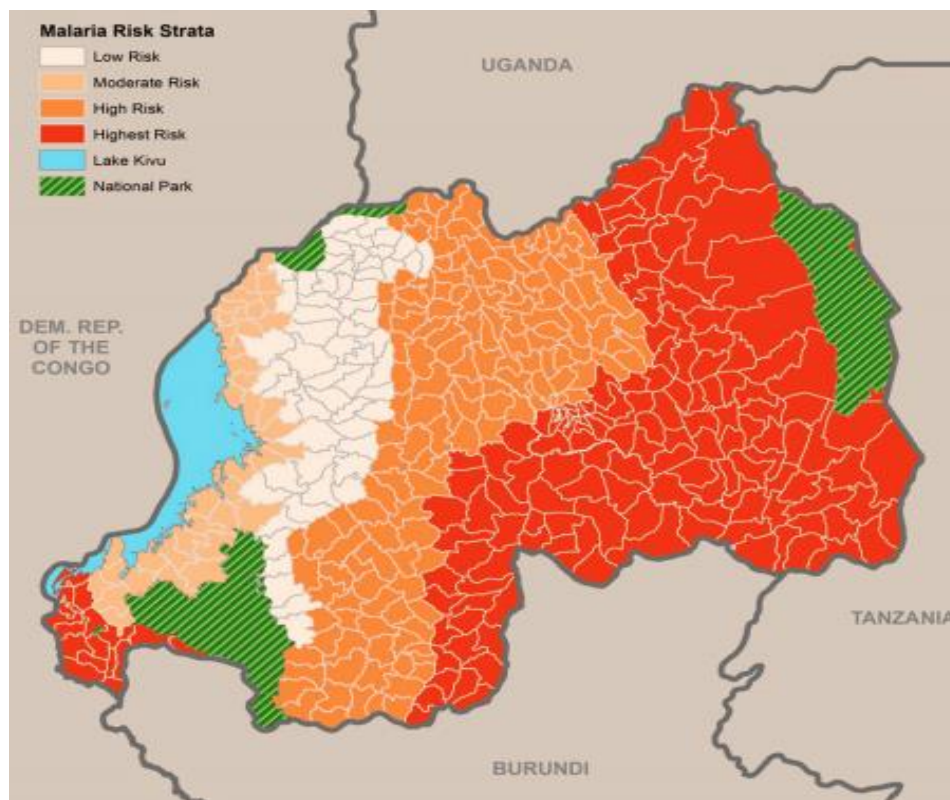 Malaria Risk Strata
Low Risk
Moderate Risk
High Risk
Highest Risk
Lake Kivu
National Park
UGANDA
DEM. REP.
OF THE
CONGO
TANZANIA
BURUNDI